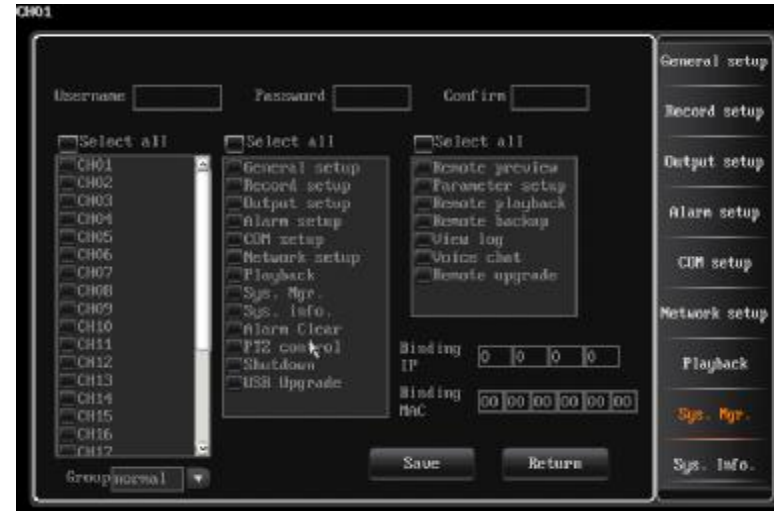 CH01
Username Password Confirm
Select all
CH01
CH02
CH03
CH04
CH05
CH06
CH07
CH08
CH09
CH10
CH11
CH12
CH13
CH14
CH15
CH16
CH17
Group normal
Select all
General setup
Record setup
Output setup
Alarm setup
COM setup
Network setup
Playback
Sys. Mgr.
Sys. Info.
Alarm Clear
PTZ control
Shutdown
USB Upgrade
Select all
Remote preview
Parameter setup
Remote playback
Remote backup
View log
Voice chat
Remote upgrade
Binding
IP
0 0 0 0
Binding
MAC
00 00 00 00 00 00
Save Return
General setup
Record setup
Output setup
Alarm setup
COM setup
Network setup
Playback
Sys. Mgr.
Sys. Info.